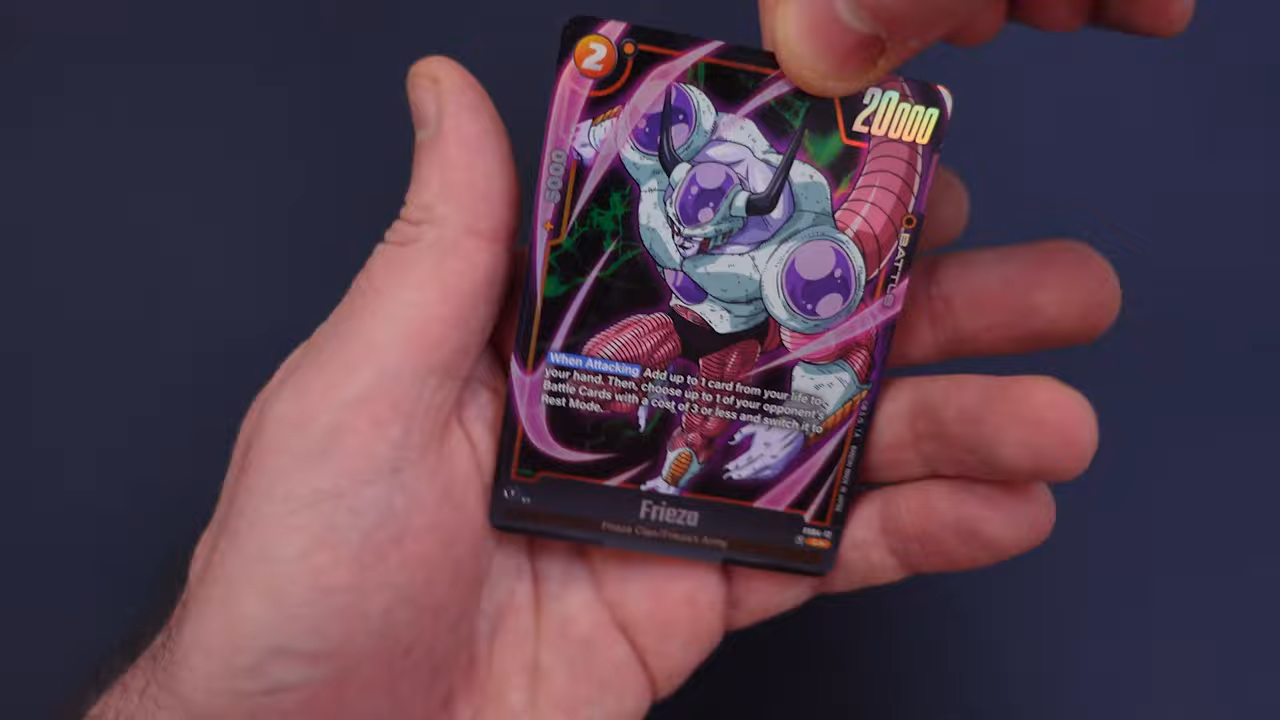 2
20000
5000
BATTLE
When Attacking Add up to 1 card from your life to
your hand. Then, choose up to 1 of your opponent's
Battle Cards with a cost of 3 or less and switch it to
Rest Mode.
Frieza
Frieza Clan/Frieza's Army